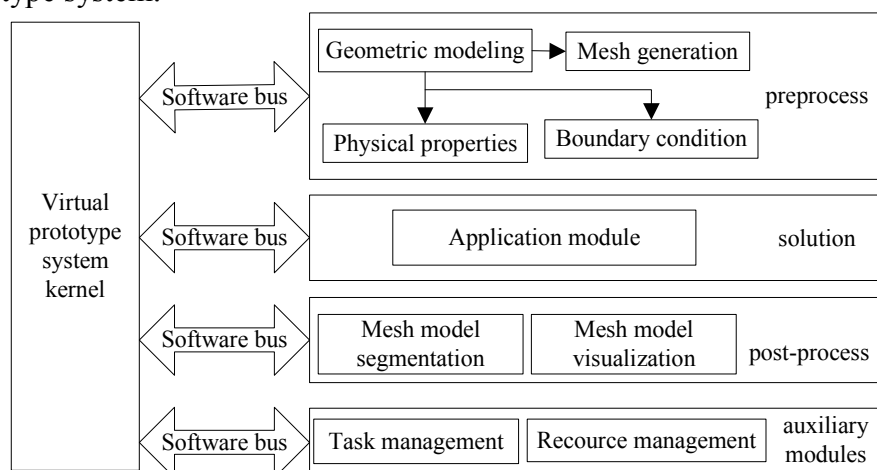 type system.
Geometric modeling
Mesh generation
Software bus
preprocess
Physical properties
Boundary condition
Virtual
prototype
system
kernel
Software bus
Application module
solution
Software bus
Mesh model
segmentation
Mesh model
visualization
post-process
Software bus
Task management
Recource management
auxiliary
modules